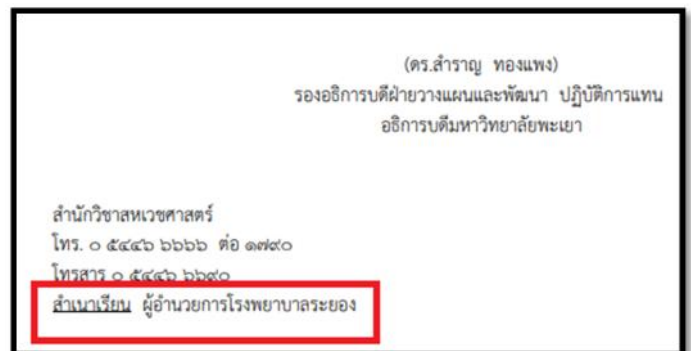 (ดร.สำราญ ทองแพง)
รองอธิการบดีฝ่ายวางแผนและพัฒนา ปฏิบัติการแทน
อธิการบดีมหาวิทยาลัยพะเยา
สำนักวิชาสหเวชศาสตร์
โทร. ๐ ๕๔๔๖ ๖๖๖๖ ต่อ ๑๗๙๐
โทรสาร ๐ ๕๔๔๖ ๖๖๙๐
สำเนาเรียน ผู้อำนวยการโรงพยาบาลระยอง